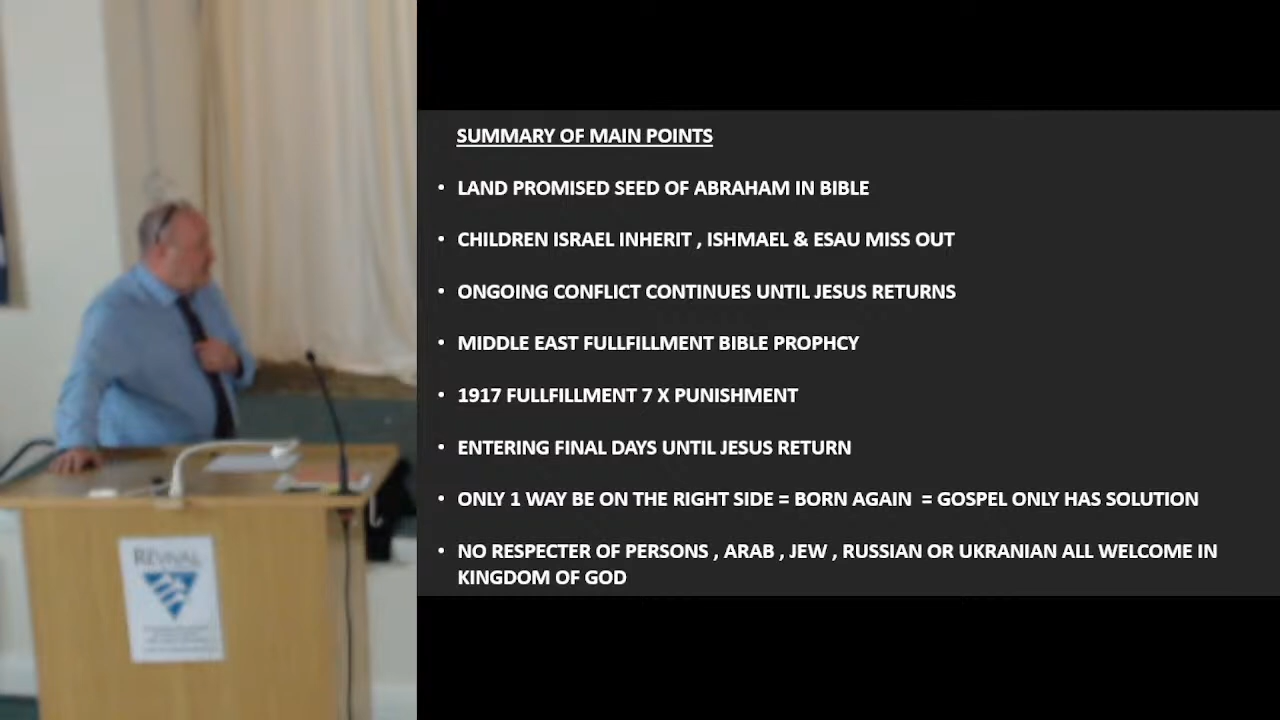 SUMMARY OF MAIN POINTS
• LAND PROMISED SEED OF ABRAHAM IN BIBLE
• CHILDREN ISRAEL INHERIT , ISHMAEL & ESAU MISS OUT
• ONGOING CONFLICT CONTINUES UNTIL JESUS RETURNS
• MIDDLE EAST FULLFILLMENT BIBLE PROPHCY
• 1917 FULLFILLMENT 7 X PUNISHMENT
• ENTERING FINAL DAYS UNTIL JESUS RETURN
• ONLY 1 WAY BE ON THE RIGHT SIDE = BORN AGAIN = GOSPEL ONLY HAS SOLUTION
• NO RESPECTER OF PERSONS , ARAB , JEW , RUSSIAN OR UKRANIAN ALL WELCOME IN
KINGDOM OF GOD
REVIVAL